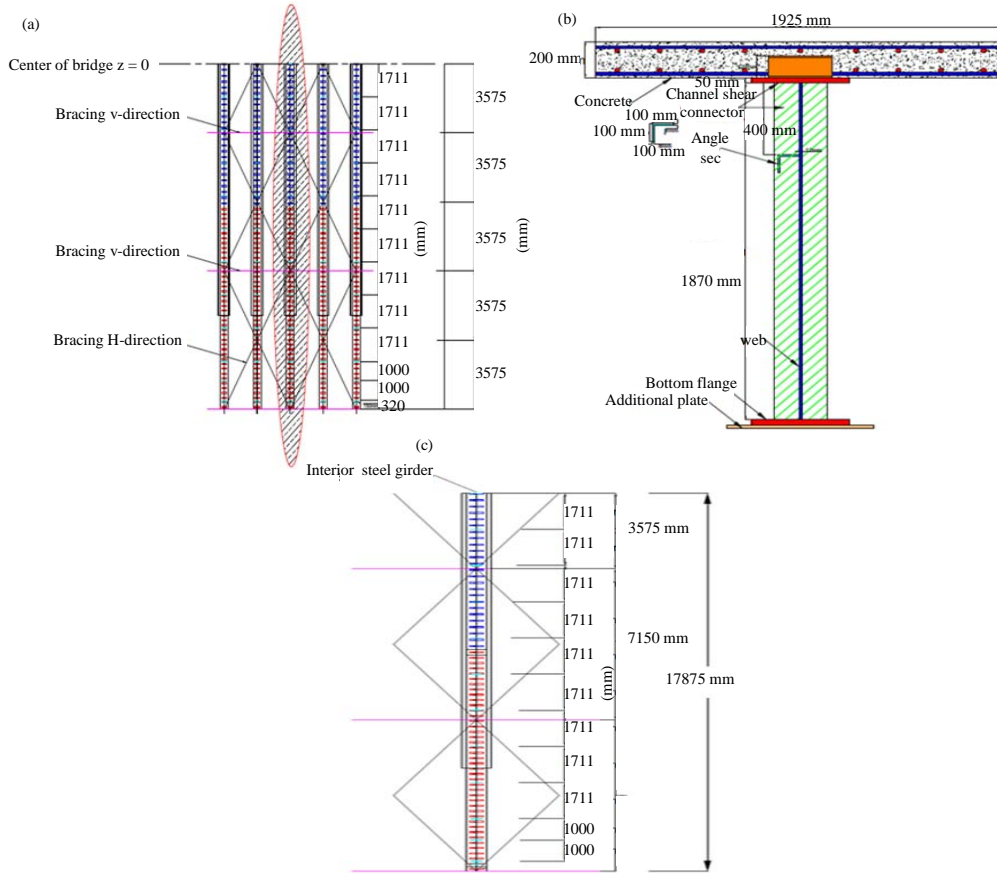 (a)
Center of bridge z = 0
Bracing v-direction
Bracing v-direction
Bracing H-direction
1711
1711
1711
1711
1711
1711
1711
1711
1711
1000
1000
320
(mm)
3575
3575
3575
3575
3575
(mm)
(b)
1925 mm
200 mm
50 mm
Concrete
Channel shear
connector
100 mm
100 mm
100 mm
400 mm
Angle
sec
1870 mm
web
Bottom flange
Additional plate
(c)
Interior steel girder
1711
1711
1711
1711
1711
1711
1711
1711
1000
1000
3575 mm
7150 mm
(mm)
17875 mm